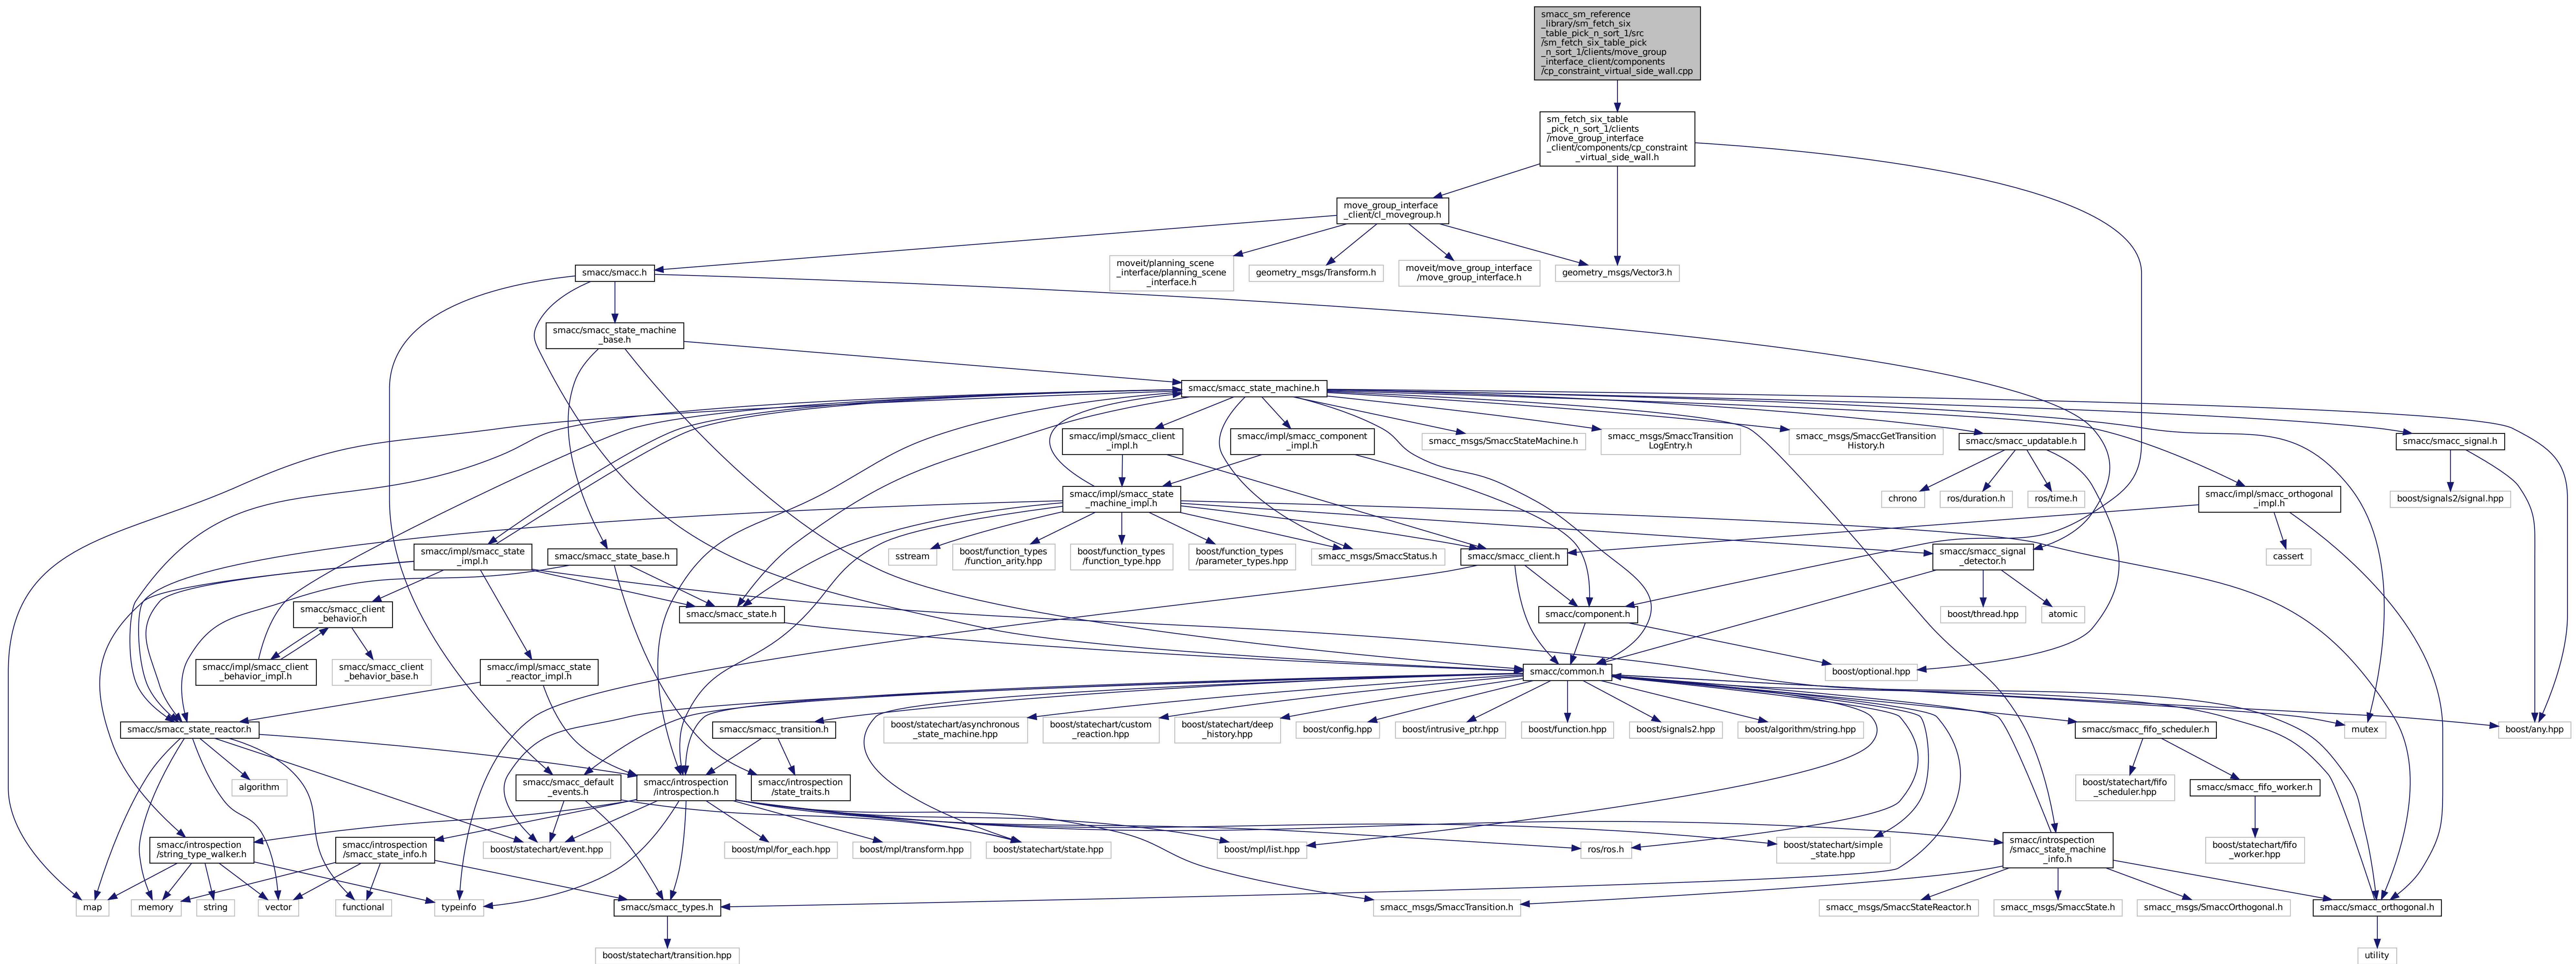 smacc_sm_reference
_library/sm_fetch_six
_table_pick_n_sort_1/src
/sm_fetch_six_table_pick
_n_sort_1/clients/move_group
_interface_client/components
/cp_constraint_virtual_side_wall.cpp
sm_fetch_six_table
_pick_n_sort_1/clients
/move_group_interface
_client/components/cp_constraint
_virtual_side_wall.h
move_group_interface
_client/cl_movegroup.h
smacc/smacc.h
moveit/planning_scene
_interface/planning_scene
_interface.h
geometry_msgs/Transform.h
moveit/move_group_interface
/move_group_interface.h
geometry_msgs/Vector3.h
smacc/smacc_state_machine
_base.h
smacc/smacc_state_machine.h
smacc/impl/smacc_client
_impl.h
smacc/impl/smacc_component
_impl.h
smacc_msgs/SmaccStateMachine.h
smacc_msgs/SmaccTransition
LogEntry.h
smacc_msgs/SmaccGetTransition
History.h
smacc/smacc_updatable.h
smacc/smacc_signal.h
smacc/impl/smacc_state
_machine_impl.h
chrono
ros/duration.h
ros/time.h
smacc/impl/smacc_orthogonal
_impl.h
boost/signals2/signal.hpp
smacc/impl/smacc_state
_impl.h
smacc/smacc_state_base.h
sstream
boost/function_types
/function_arity.hpp
boost/function_types
/function_type.hpp
boost/function_types
/parameter_types.hpp
smacc_msgs/SmaccStatus.h
smacc/smacc_client.h
smacc/smacc_signal
_detector.h
cassert
smacc/smacc_client
_behavior.h
smacc/smacc_state.h
smacc/component.h
boost/thread.hpp
atomic
smacc/impl/smacc_client
_behavior_impl.h
smacc/smacc_client
_behavior_base.h
smacc/impl/smacc_state
_reactor_impl.h
smacc/common.h
boost/optional.hpp
smacc/smacc_state_reactor.h
smacc/smacc_transition.h
boost/statechart/asynchronous
_state_machine.hpp
boost/statechart/custom
_reaction.hpp
boost/statechart/deep
_history.hpp
boost/config.hpp
boost/intrusive_ptr.hpp
boost/function.hpp
boost/signals2.hpp
boost/algorithm/string.hpp
smacc/smacc_fifo_scheduler.h
mutex
boost/any.hpp
algorithm
smacc/smacc_default
_events.h
smacc/introspection
/introspection.h
smacc/introspection
/state_traits.h
boost/statechart/fifo
_scheduler.hpp
smacc/smacc_fifo_worker.h
smacc/introspection
/string_type_walker.h
smacc/introspection
/smacc_state_info.h
boost/statechart/event.hpp
boost/mpl/for_each.hpp
boost/mpl/transform.hpp
boost/statechart/state.hpp
boost/mpl/list.hpp
ros/ros.h
boost/statechart/simple
_state.hpp
smacc/introspection
/smacc_state_machine
_info.h
boost/statechart/fifo
_worker.hpp
map
memory
string
vector
functional
typeinfo
smacc/smacc_types.h
smacc_msgs/SmaccTransition.h
smacc_msgs/SmaccStateReactor.h
smacc_msgs/SmaccState.h
smacc_msgs/SmaccOrthogonal.h
smacc/smacc_orthogonal.h
boost/statechart/transition.hpp
utility